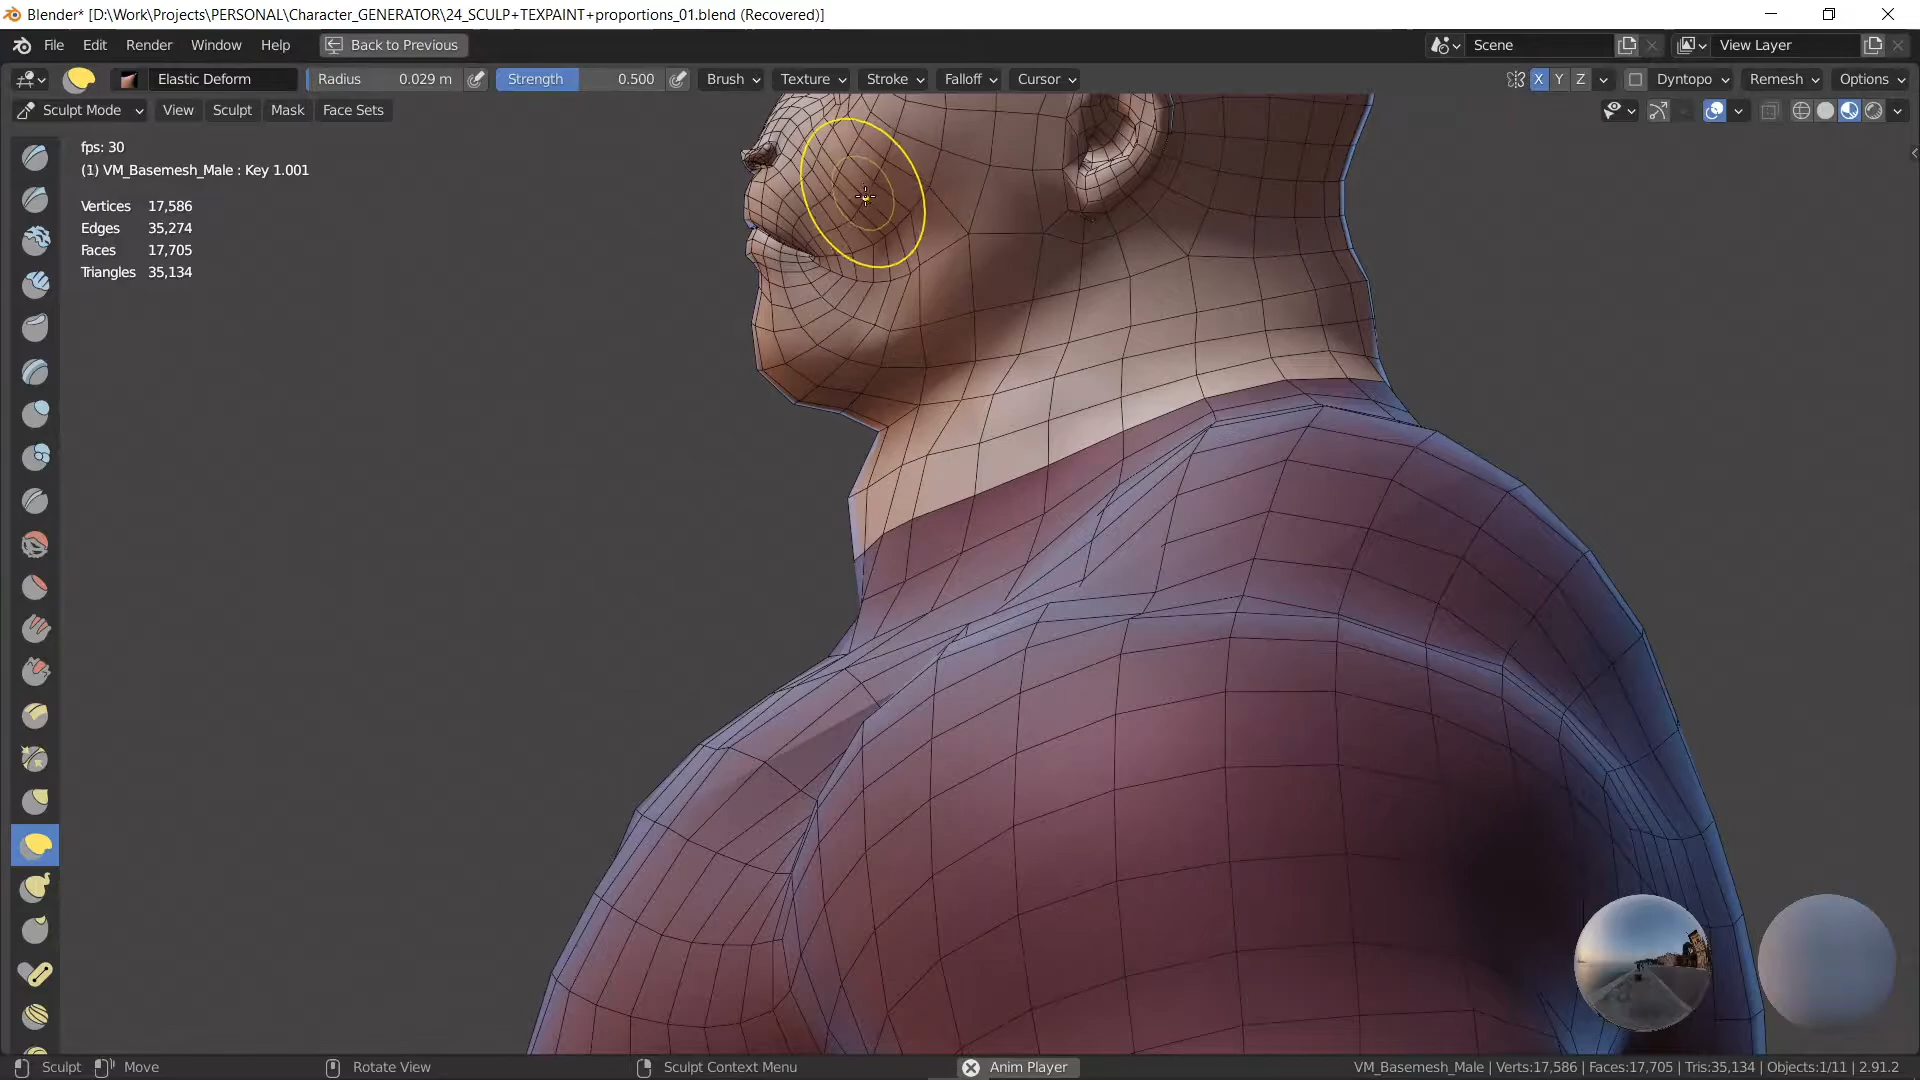 Blender* [D:\Work\Projects\PERSONAL\Character_GENERATOR\24_SCULP+TEXPAINT+proportions_01.blend (Recovered)]
File Edit Render Window Help Back to Previous Scene View Layer
Elastic Deform Radius 0.029 m Strength 0.500 Brush Texture Stroke Falloff Cursor X Y Z Dyntopo Remesh Options
Sculpt Mode View Sculpt Mask Face Sets
fps: 30
(1) VM_Basemesh_Male : Key 1.001
Vertices 17,586
Edges 35,274
Faces 17,705
Triangles 35,134
Sculpt Move Rotate View Sculpt Context Menu Anim Player VM_Basemesh_Male | Verts:17,586 | Faces:17,705 | Tris:35,134 | Objects:1/11 | 2.91.2